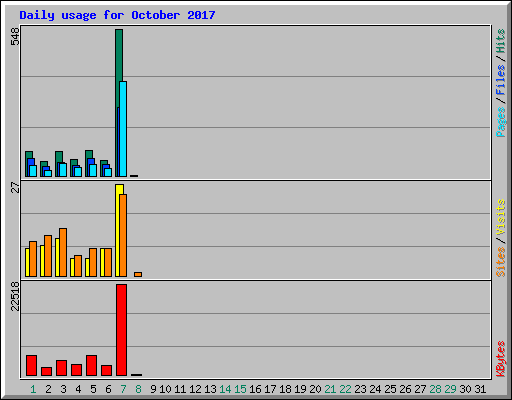 Daily usage for October 2017
548
Pages / Files / Hits
27
Sites / Visits
22518
KBytes
1 2 3 4 5 6 7 8 9 10 11 12 13 14 15 16 17 18 19 20 21 22 23 24 25 26 27 28 29 30 31